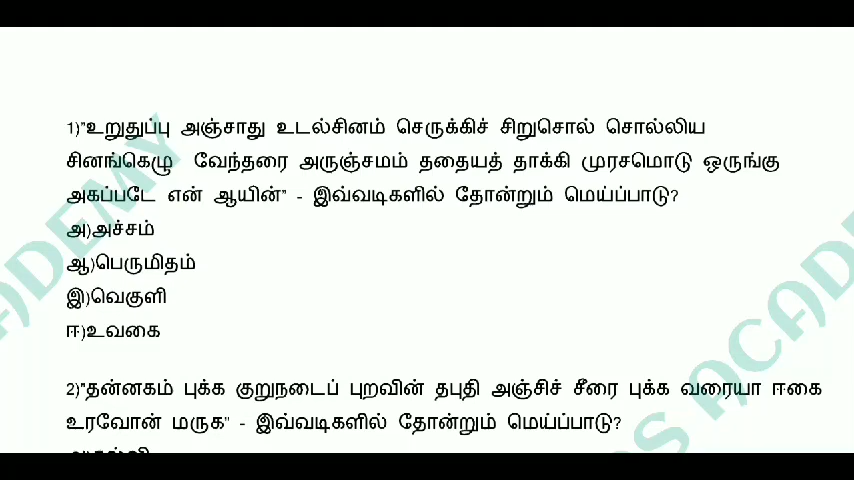 1)"உறுதுப்பு அஞ்சாது உடல்சினம் செருக்கிச் சிறுசொல் சொல்லிய
சினங்கெழு வேந்தரை அருஞ்சமம் ததையத் தாக்கி முரசமொடு ஒருங்கு
அகப்படே என் ஆயின்" - இவ்வடிகளில் தோன்றும் மெய்ப்பாடு?
அ)அச்சம்
ஆ)பெருமிதம்
இ)வெகுளி
ஈ)உவகை
2)"தன்னகம் புக்க குறுநடைப் புறவின் தபுதி அஞ்சிச் சீரை புக்க வரையா ஈகை
உரவோன் மருக" - இவ்வடிகளில் தோன்றும் மெய்ப்பாடு?